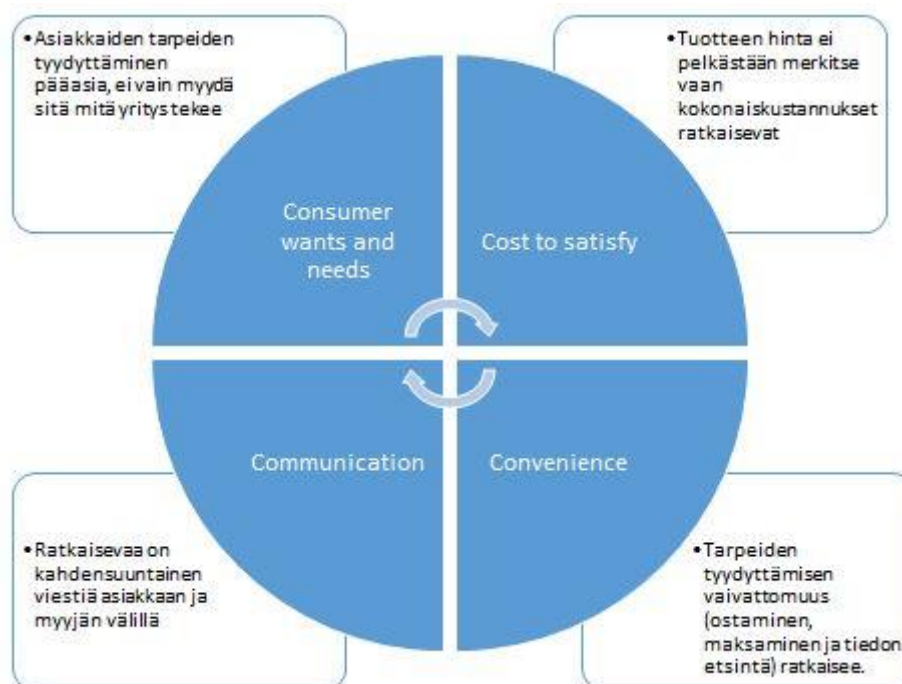 •Asiakkaiden tarpeiden
tyydyttäminen
pääasia, ei vain myydä
sitä mitä yritys tekee
•Tuotteen hinta ei
pelkästään merkitse
vaan
kokonaiskustannukset
ratkaisevat
Consumer
wants and
needs
Cost to satisfy
Communication
Convenience
•Ratkaisevaa on
kahdensuuntainen
viestiä asiakkaan ja
myyjän välillä
•Tarpeiden
tyydyttämisen
vaivattomuus
(ostaminen,
maksaminen ja tiedon
etsintä) ratkaisee.